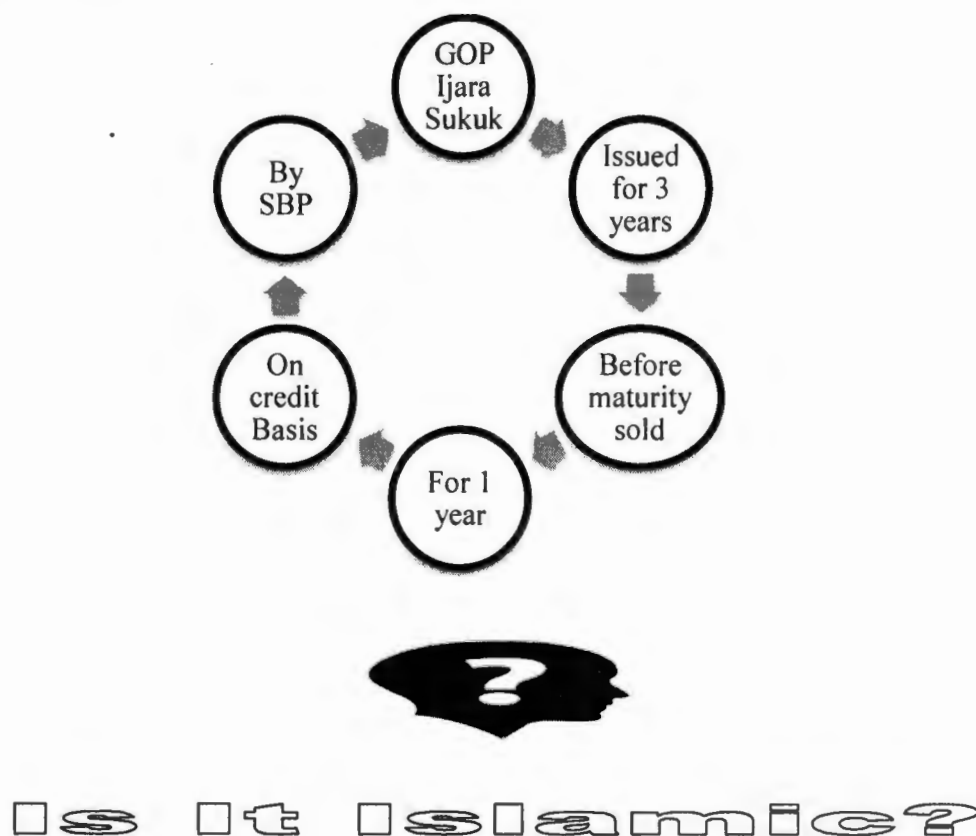 GOP
Ijara
Sukuk
Issued
for 3
years
Before
maturity
sold
For 1
year
On
credit
Basis
By
SBP
?
Is It Islamic?